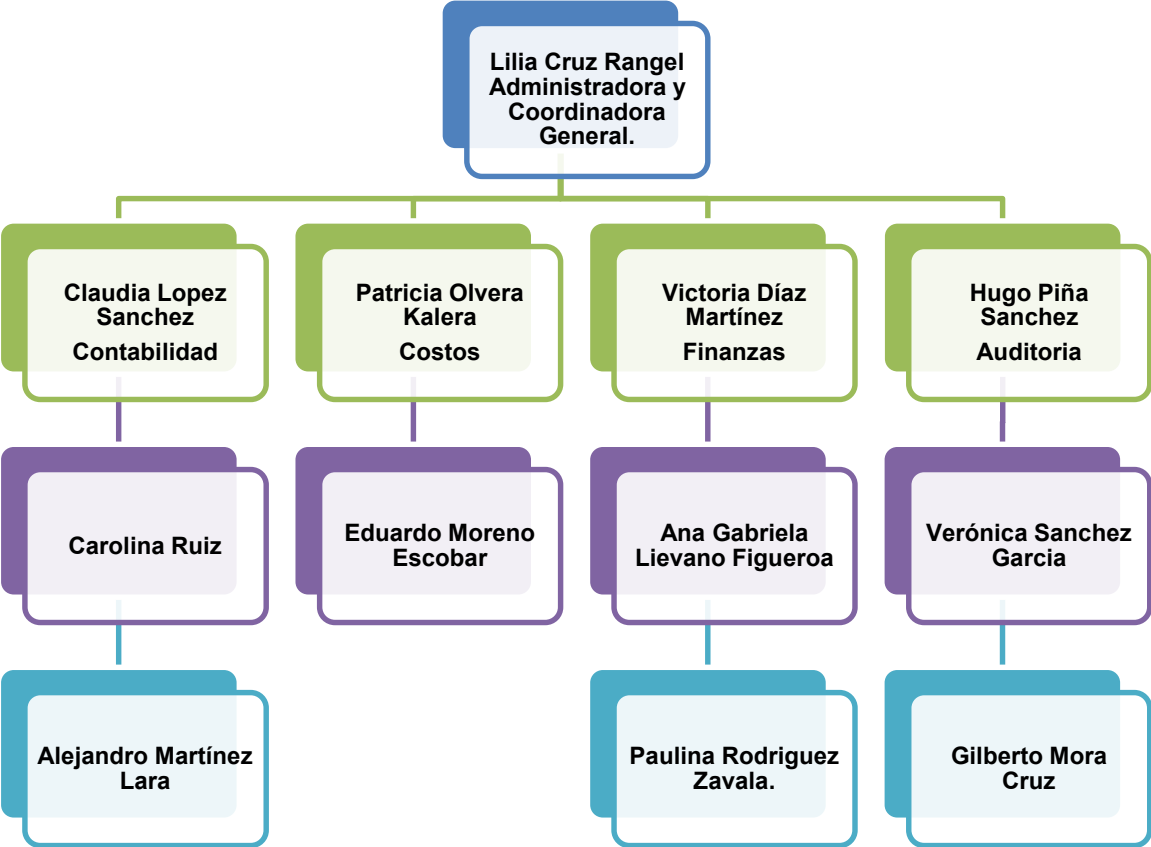 Lilia Cruz Rangel
Administradora y
Coordinadora
General.
Claudia Lopez
Sanchez
Contabilidad
Patricia Olvera
Kalera
Costos
Victoria Díaz
Martínez
Finanzas
Hugo Piña
Sanchez
Auditoria
Carolina Ruiz
Eduardo Moreno
Escobar
Ana Gabriela
Lievano Figueroa
Verónica Sanchez
Garcia
Alejandro Martínez
Lara
Paulina Rodriguez
Zavala.
Gilberto Mora
Cruz